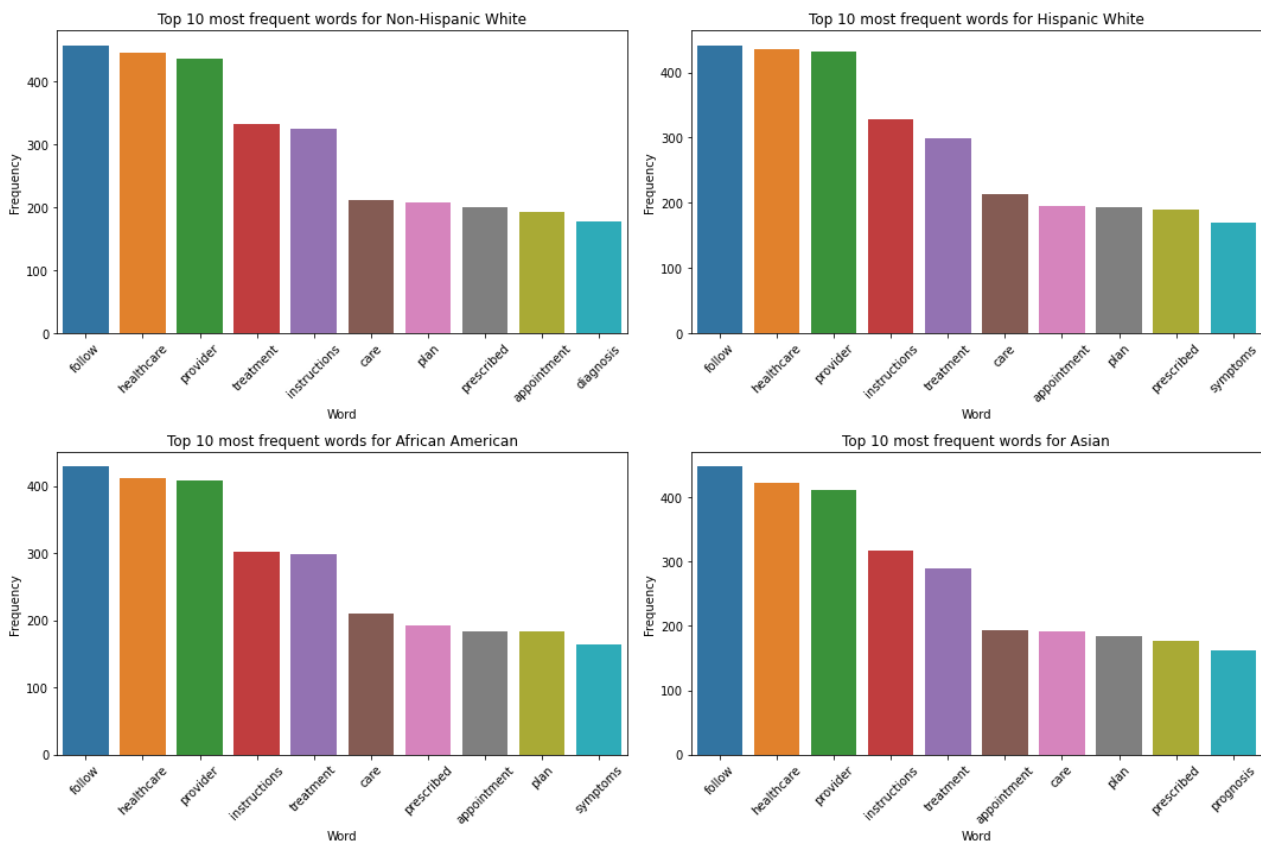 Top 10 most frequent words for Non-Hispanic White
Frequency
400
300
200
100
0
follow
healthcare
provider
treatment
instructions
care
plan
prescribed
appointment
diagnosis
Word
Top 10 most frequent words for Hispanic White
Frequency
400
300
200
100
0
follow
healthcare
provider
instructions
treatment
care
appointment
plan
prescribed
symptoms
Word
Top 10 most frequent words for African American
Frequency
400
300
200
100
0
follow
healthcare
provider
instructions
treatment
care
prescribed
appointment
plan
symptoms
Word
Top 10 most frequent words for Asian
Frequency
400
300
200
100
0
follow
healthcare
provider
instructions
treatment
appointment
care
plan
prescribed
prognosis
Word